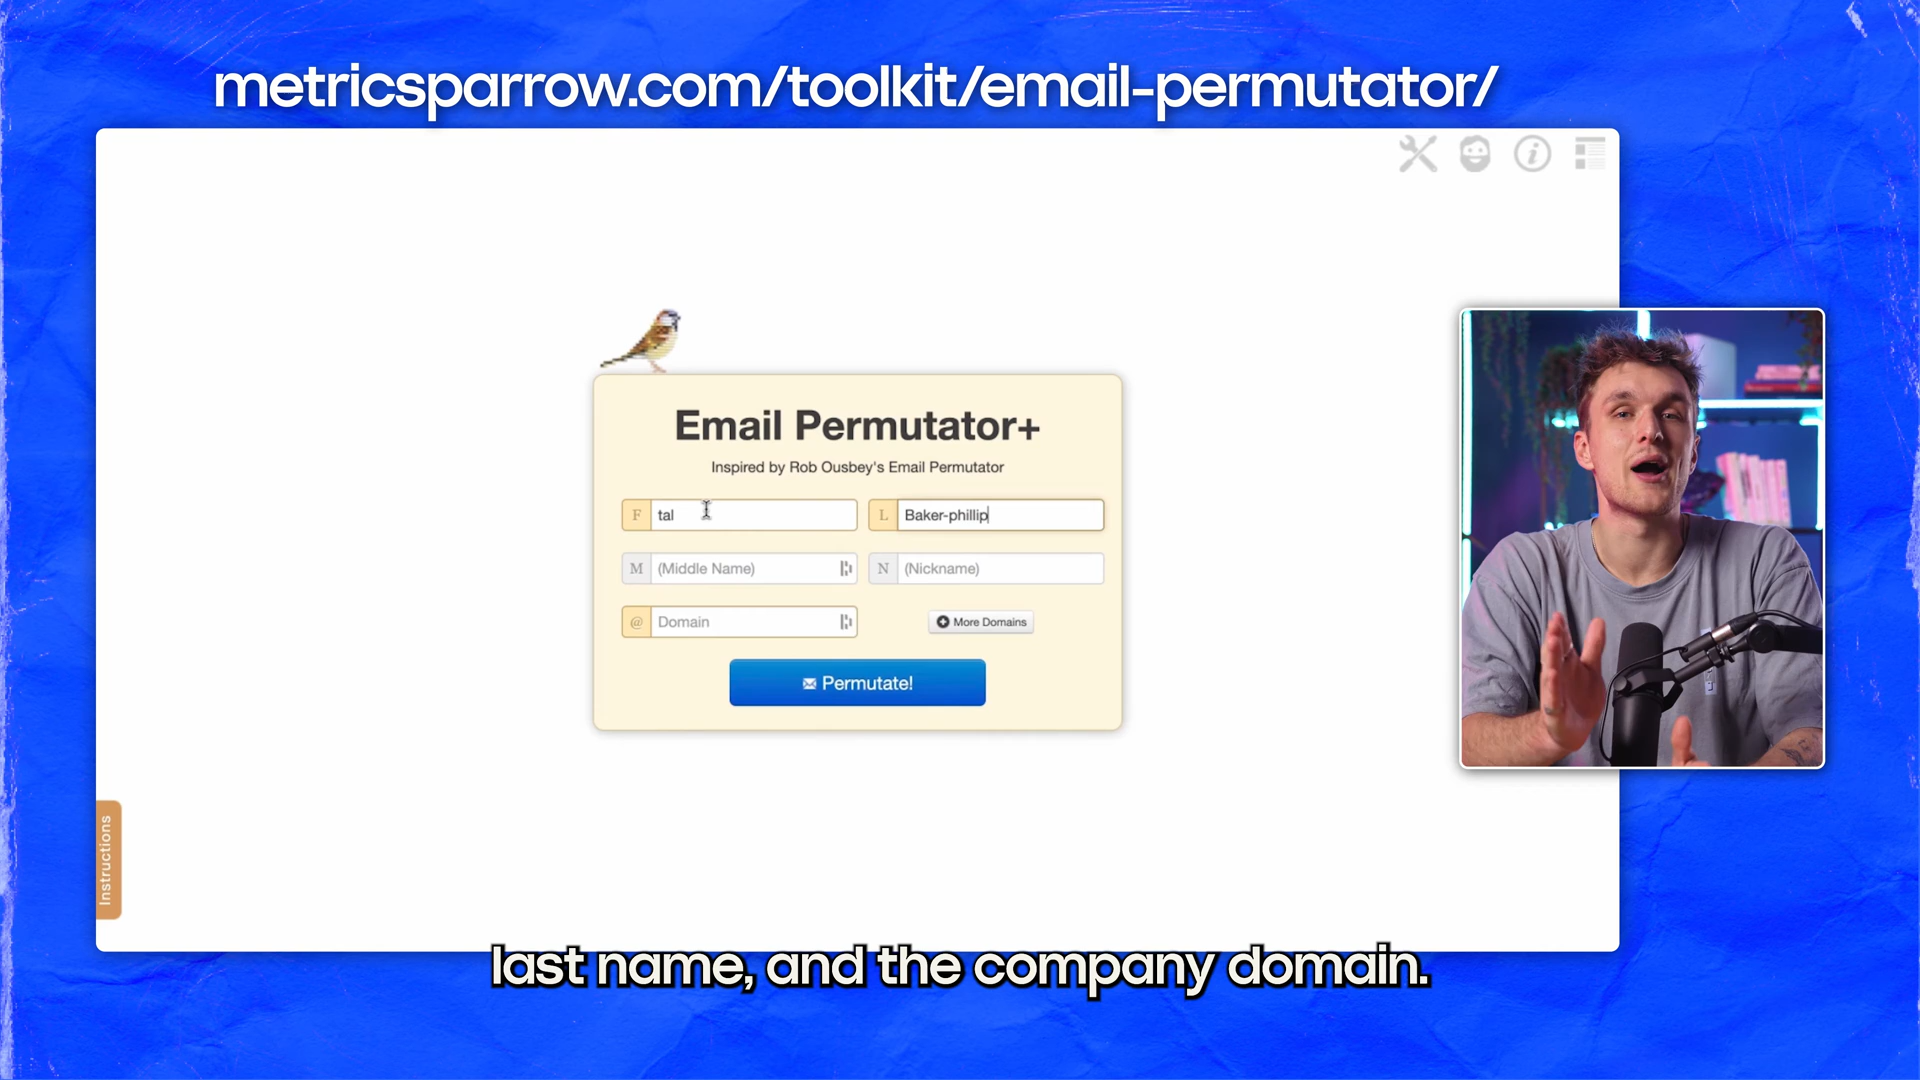 metricsparrow.com/toolkit/email-permutator/
Email Permutator+
Inspired by Rob Ousbey's Email Permutator
F tal
L Baker-phillip
M (Middle Name)
N (Nickname)
@ Domain
More Domains
Permutate!
Instructions
last name, and the company domain.